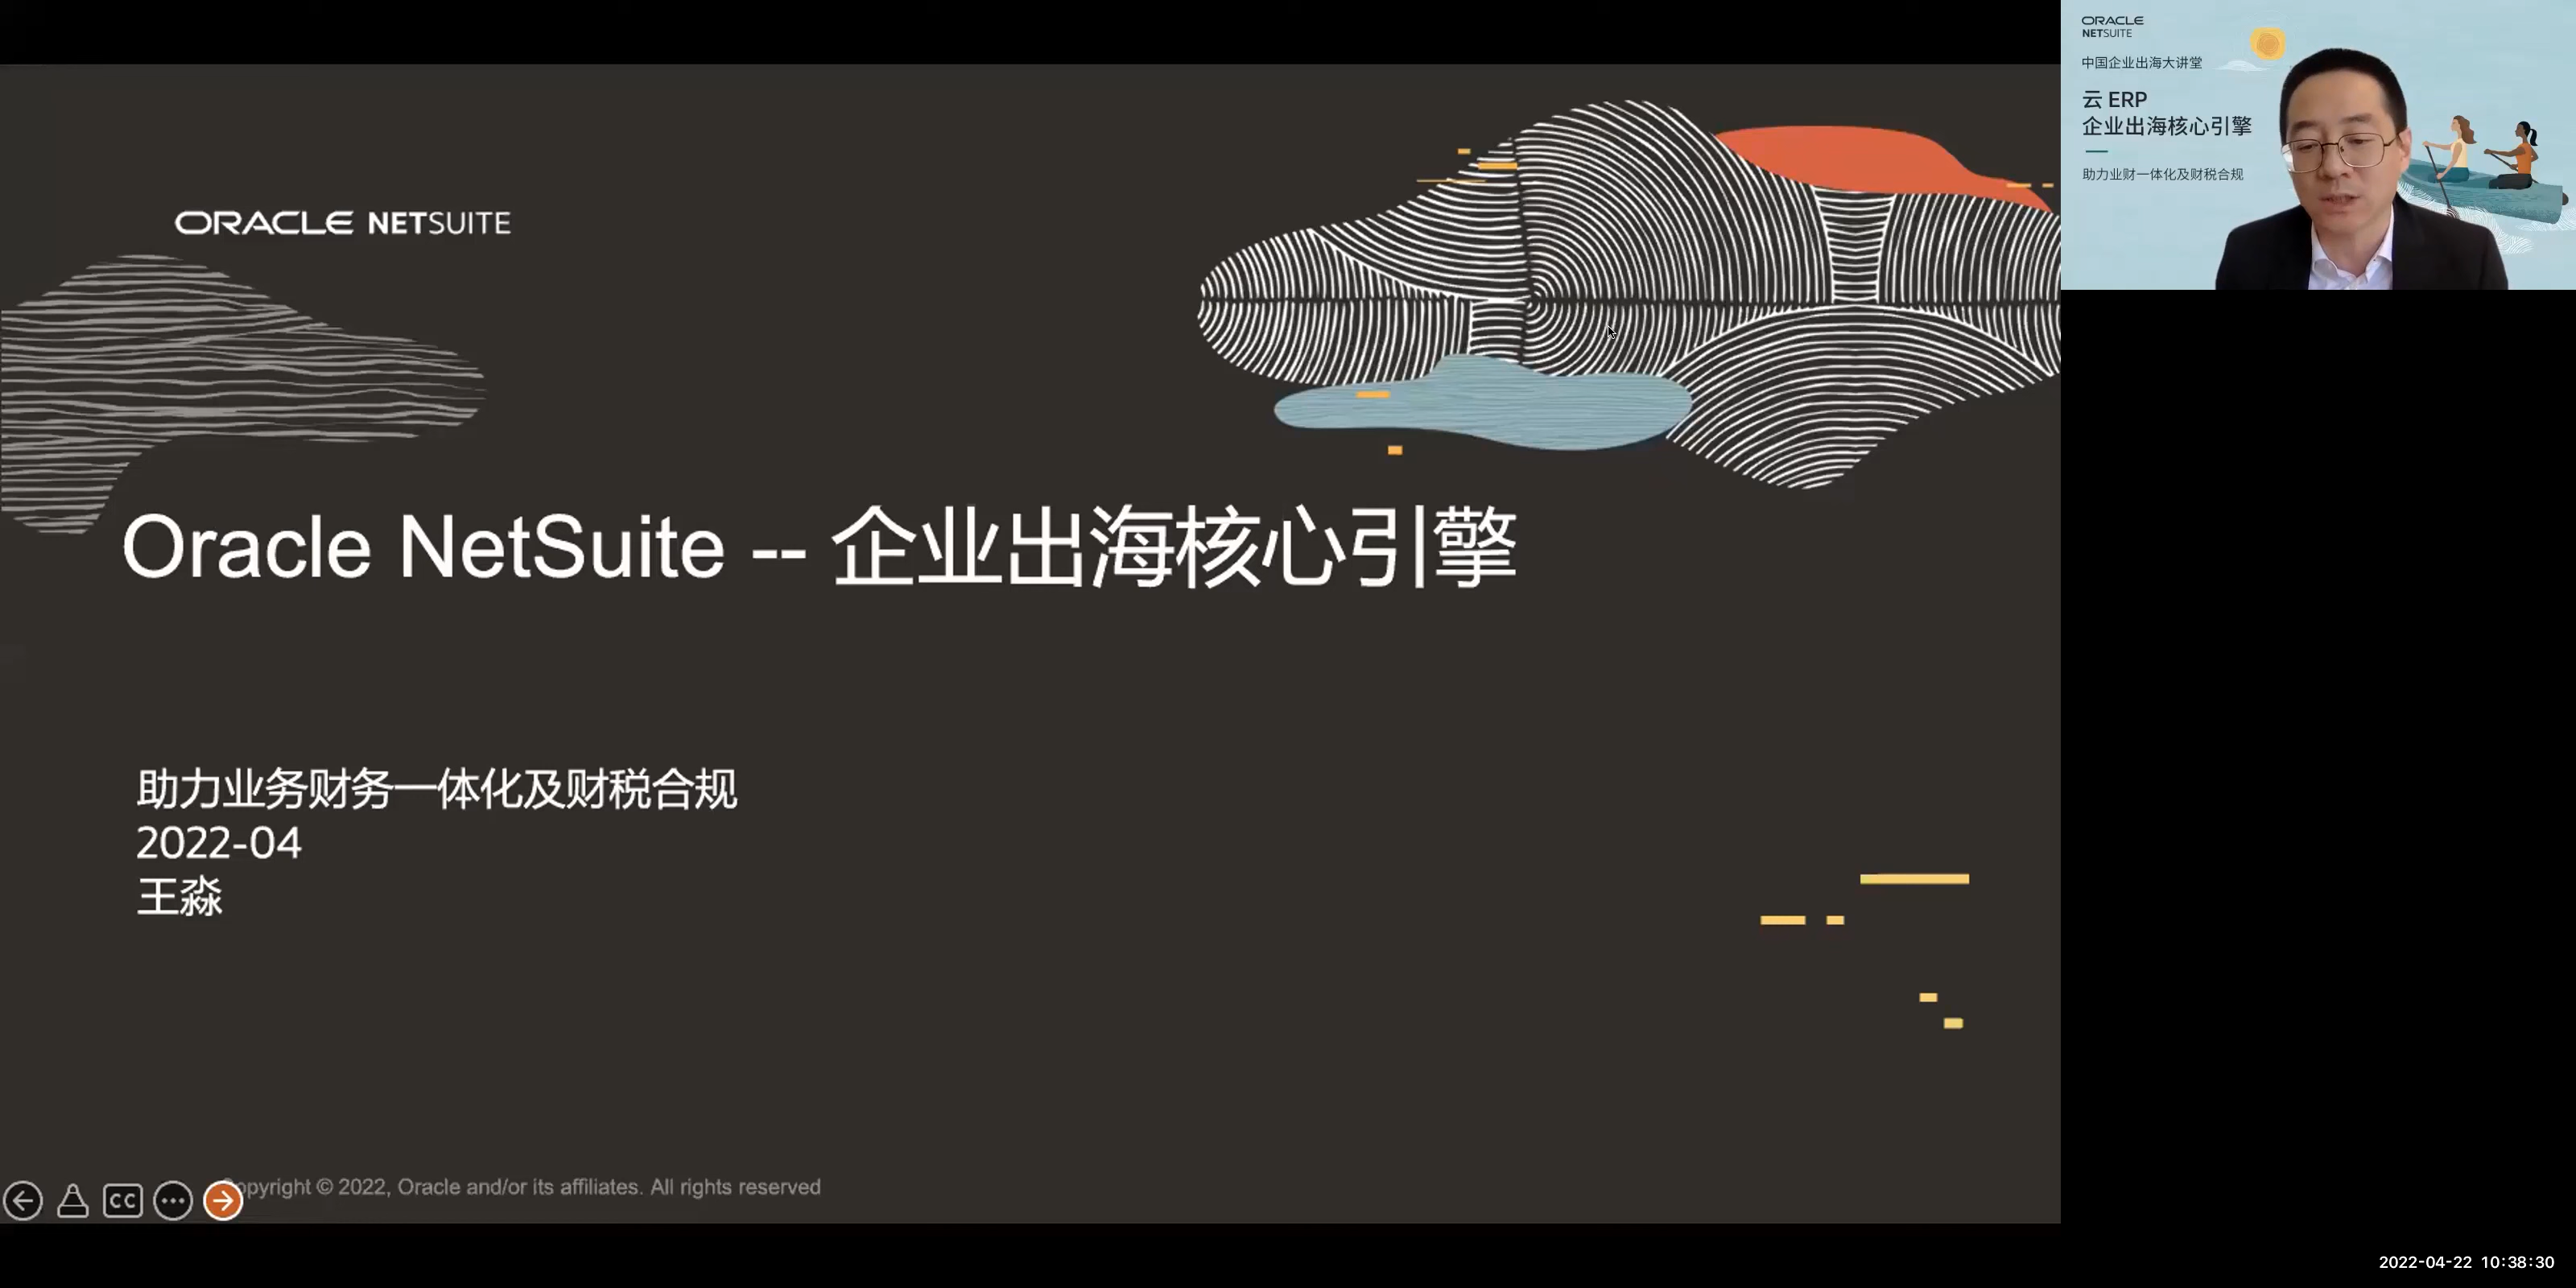 ORACLE NETSUITE
Oracle NetSuite -- 企业出海核心引擎
助力业务财务一体化及财税合规
2022-04
王淼
CC
opyright © 2022, Oracle and/or its affiliates. All rights reserved
ORACLE
NETSUITE
中国企业出海大讲堂
云 ERP
企业出海核心引擎
助力业财一体化及财税合规
2022-04-22 10:38:30